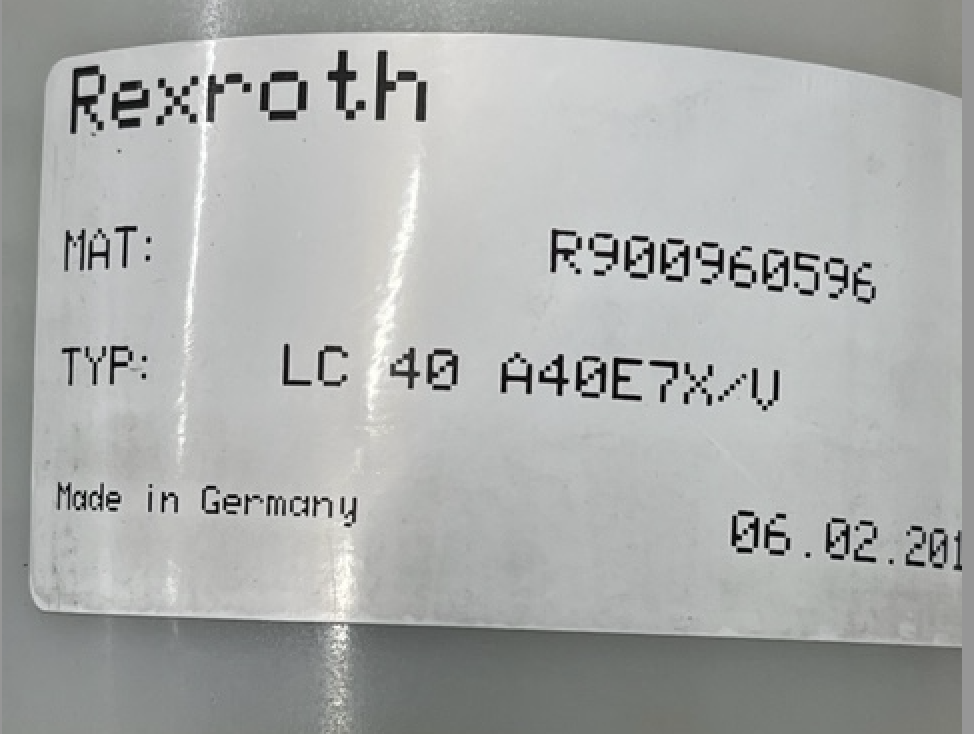 Rexroth
MAT: R900960596
TYP: LC 40 A40E7X/V
Made in Germany
06.02.201